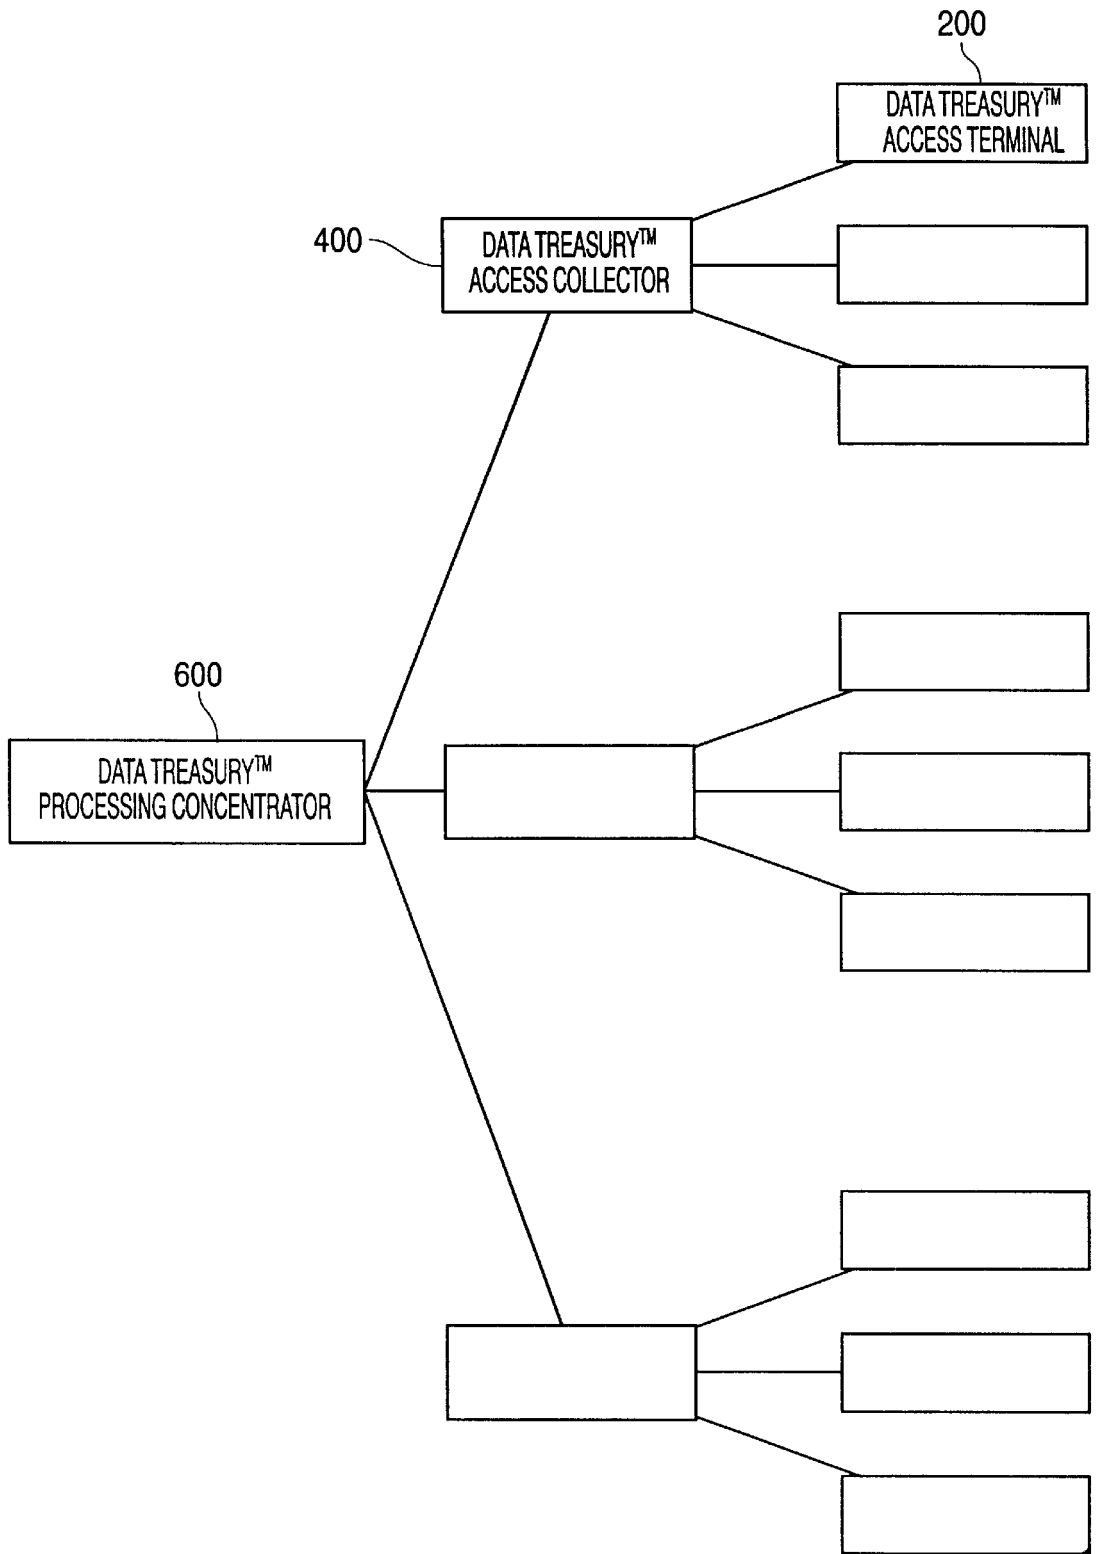 200
DATA TREASURY™
ACCESS TERMINAL
400
DATA TREASURY™
ACCESS COLLECTOR
600
DATA TREASURY™
PROCESSING CONCENTRATOR